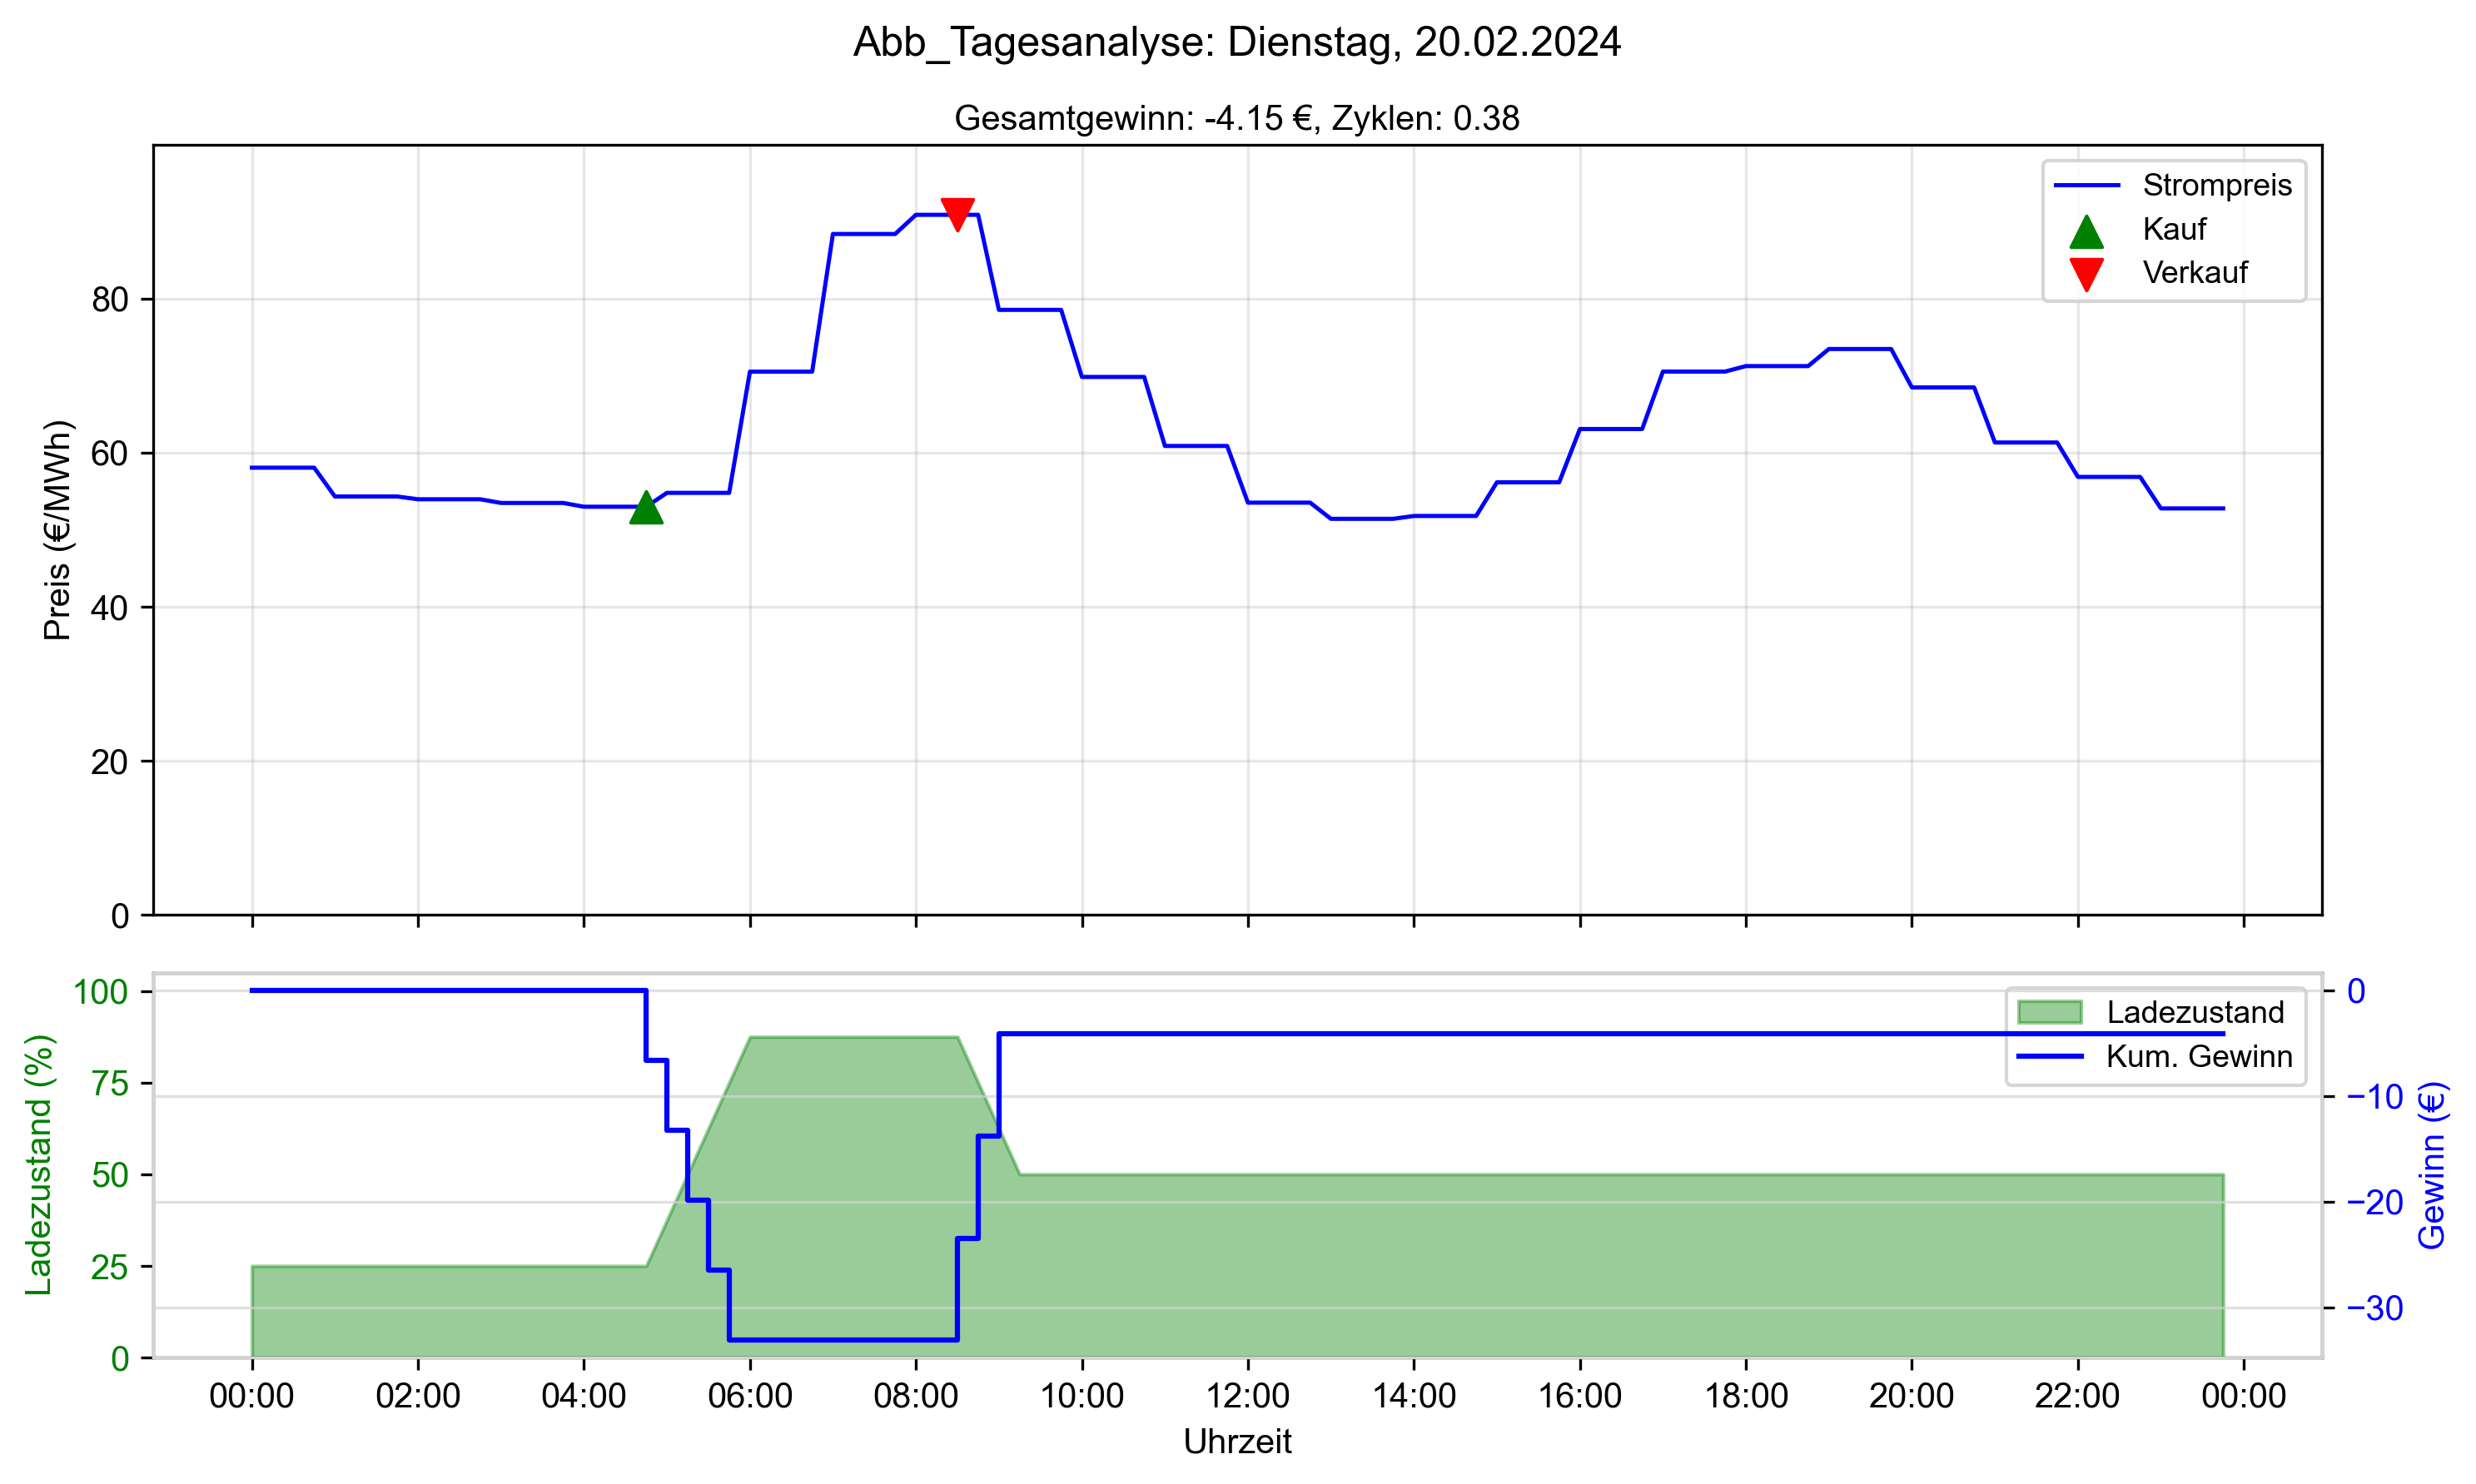 Abb_Tagesanalyse: Dienstag, 20.02.2024
Gesamtgewinn: -4.15 €, Zyklen: 0.38
Strompreis
Kauf
Verkauf
Preis (€/MWh)
80
60
40
20
0
100
75
50
25
0
Ladezustand (%)
Ladezustand
Kum. Gewinn
0
−10
−20
−30
Gewinn (€)
00:00 02:00 04:00 06:00 08:00 10:00 12:00 14:00 16:00 18:00 20:00 22:00 00:00
Uhrzeit